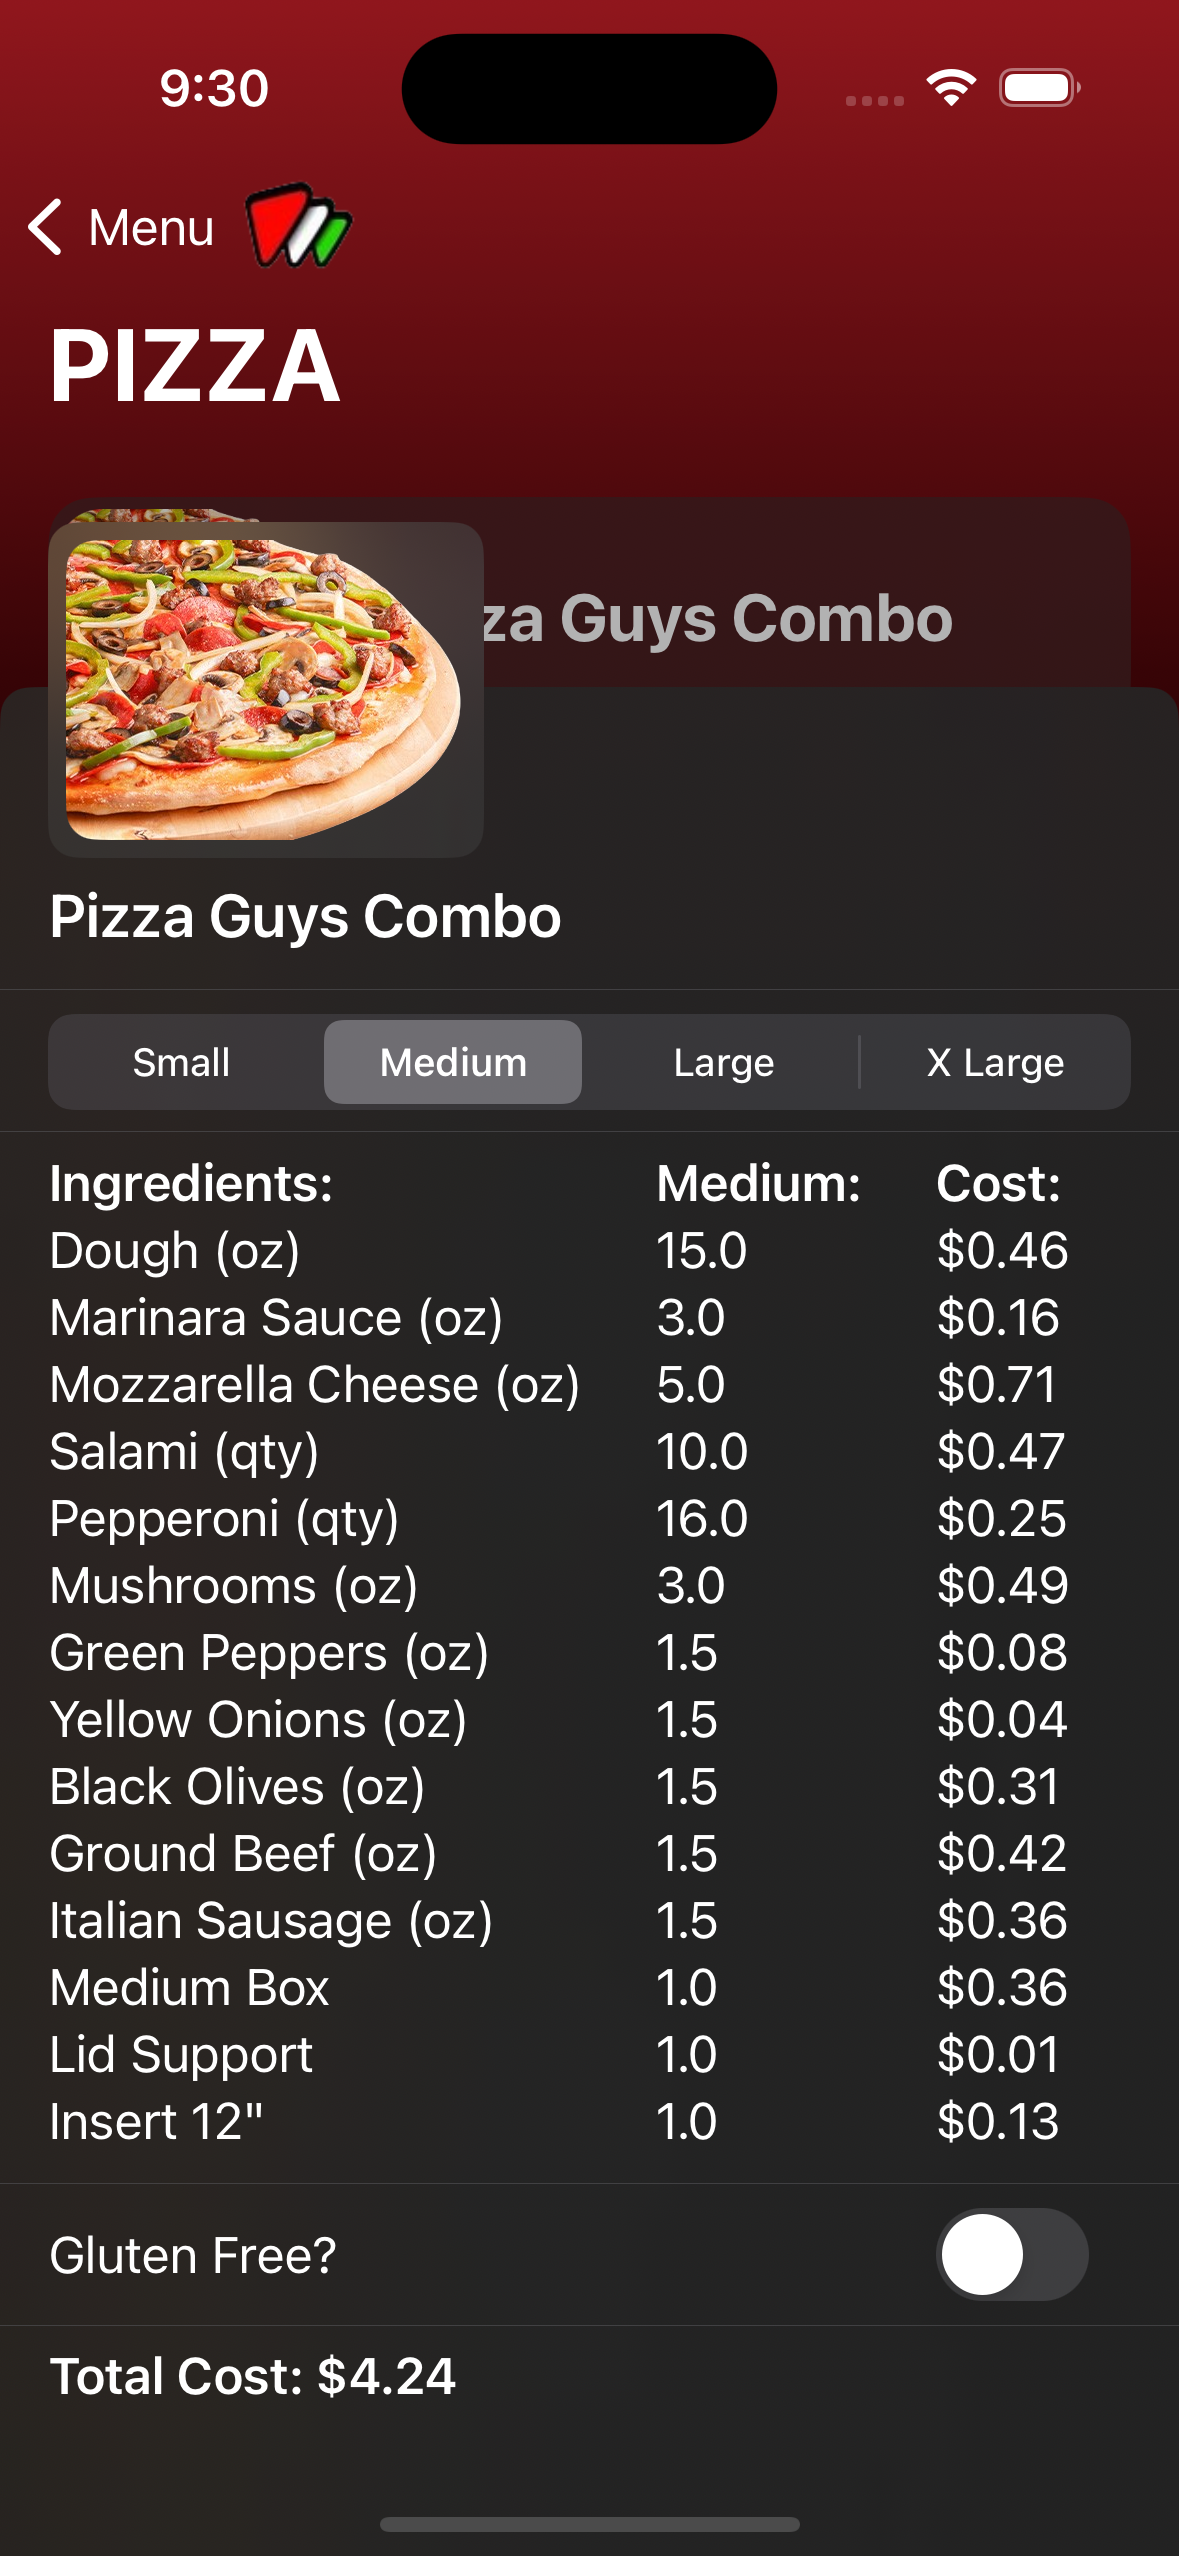 9:30
Menu
PIZZA
za Guys Combo
Pizza Guys Combo
Small Medium Large X Large
Ingredients: Medium: Cost:
Dough (oz) 15.0 $0.46
Marinara Sauce (oz) 3.0 $0.16
Mozzarella Cheese (oz) 5.0 $0.71
Salami (qty) 10.0 $0.47
Pepperoni (qty) 16.0 $0.25
Mushrooms (oz) 3.0 $0.49
Green Peppers (oz) 1.5 $0.08
Yellow Onions (oz) 1.5 $0.04
Black Olives (oz) 1.5 $0.31
Ground Beef (oz) 1.5 $0.42
Italian Sausage (oz) 1.5 $0.36
Medium Box 1.0 $0.36
Lid Support 1.0 $0.01
Insert 12" 1.0 $0.13
Gluten Free?
Total Cost: $4.24